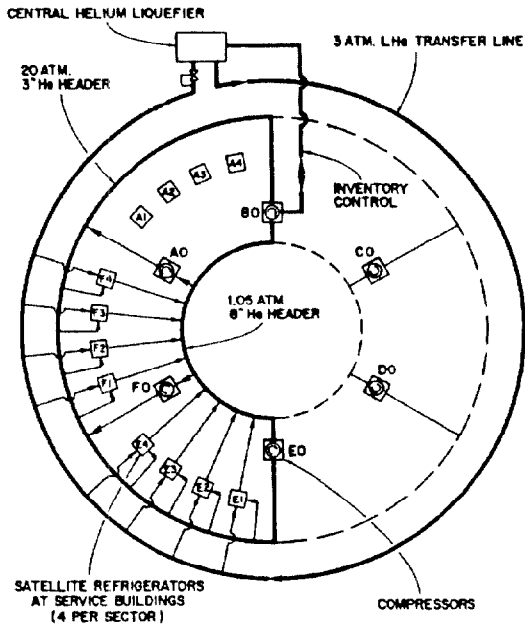 CENTRAL HELIUM LIQUEFIER
3 ATM. LHe TRANSFER LINE
20 ATM.
3" He HEADER
A4
A3
A2
A1
INVENTORY
CONTROL
B0
A0
C0
F4
F3
1.05 ATM
8" He HEADER
F2
F1
F0
D0
E4
E3
E2
E1
E0
SATELLITE REFRIGERATORS
AT SERVICE BUILDINGS
(4 PER SECTOR)
COMPRESSORS